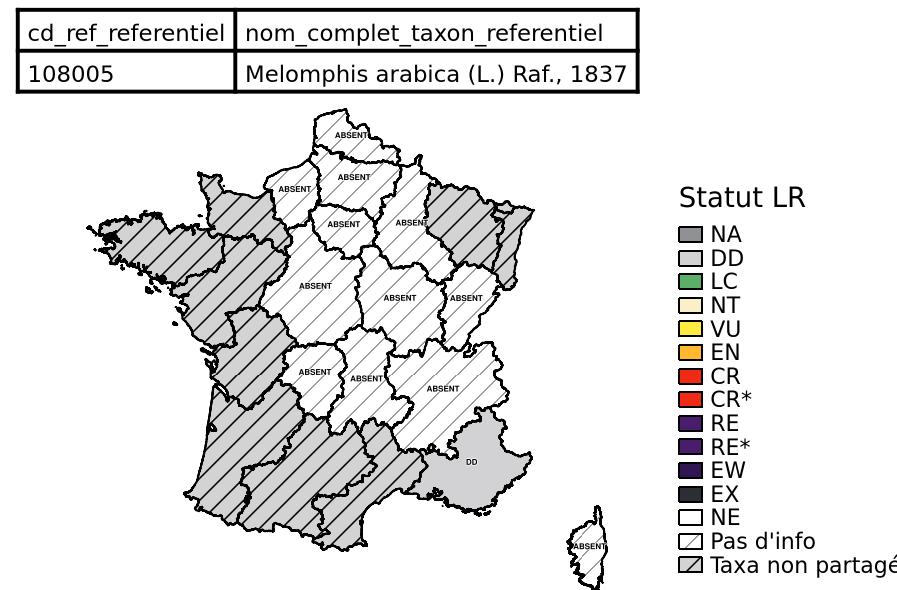 cd_ref_referentiel nom_complet_taxon_referentiel
108005 Melomphis arabica (L.) Raf., 1837
ABSENT
ABSENT
ABSENT
ABSENT
ABSENT
ABSENT
ABSENT
ABSENT
ABSENT
ABSENT
ABSENT
DD
ABSENT
Statut LR
NA
DD
LC
NT
VU
EN
CR
CR*
RE
RE*
EW
EX
NE
Pas d'info
Taxa non partagé